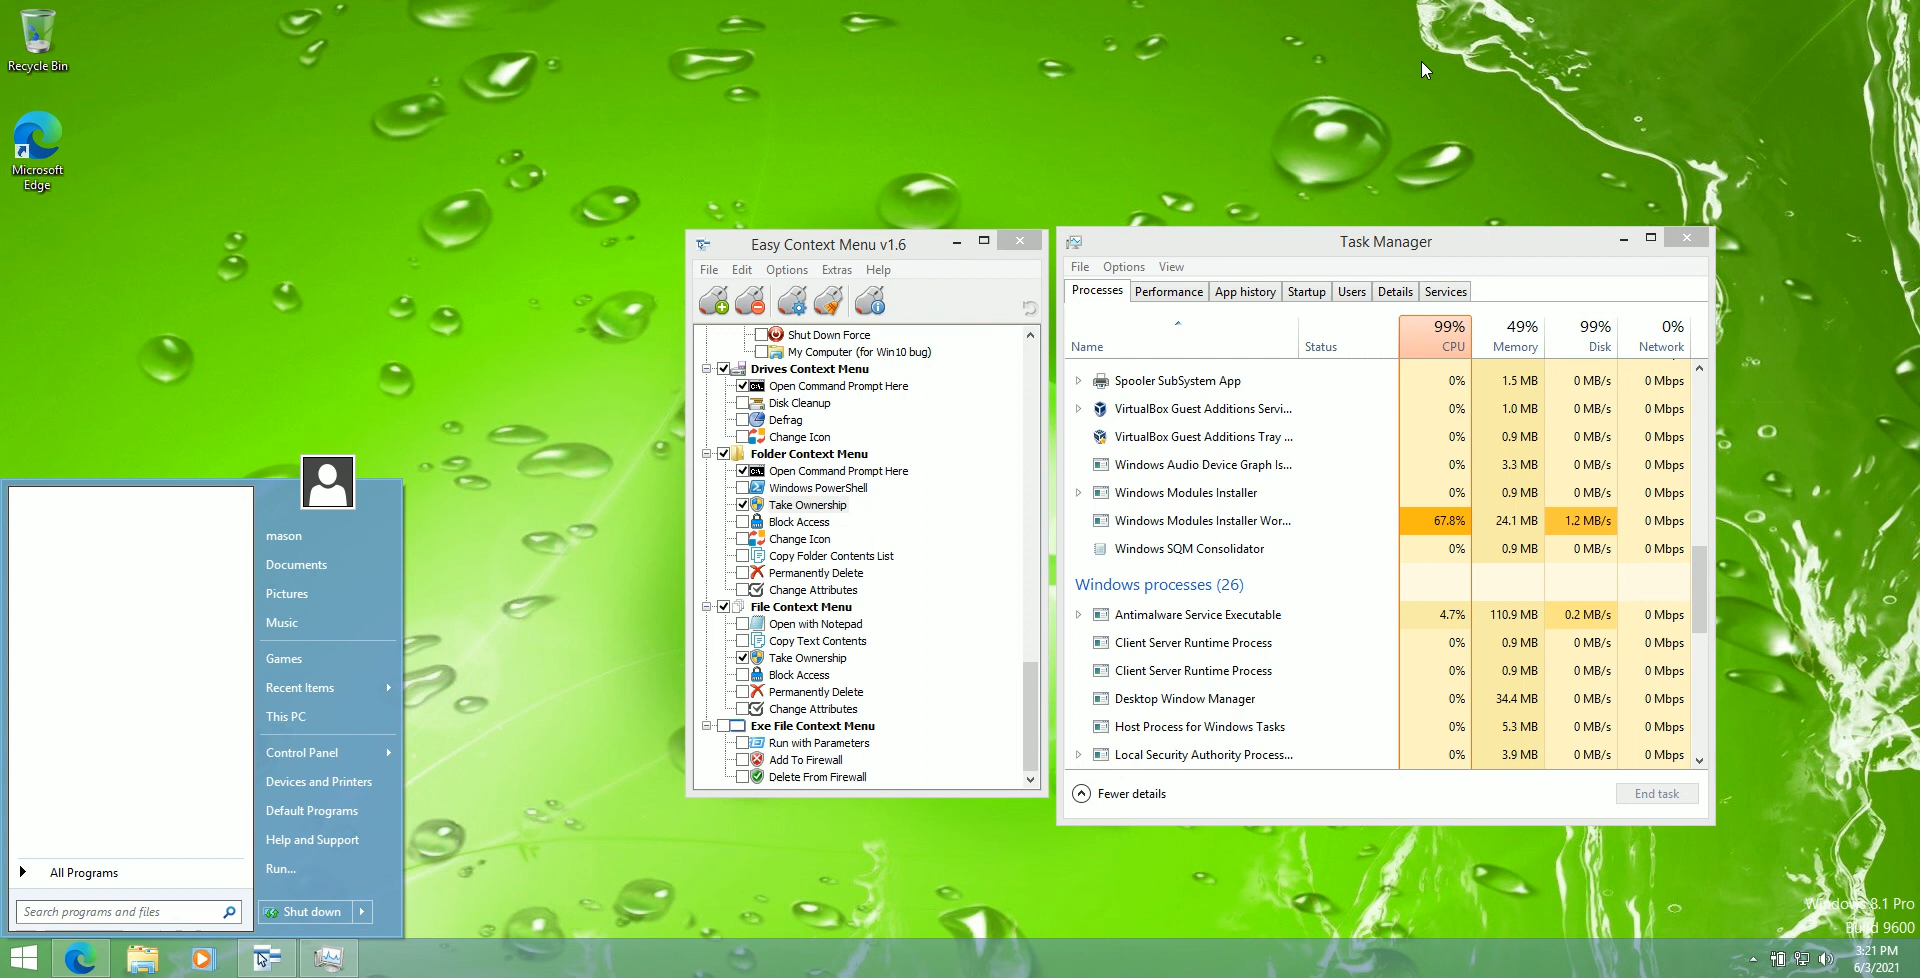 Recycle Bin
Microsoft
Edge
mason
Documents
Pictures
Music
Games
Recent Items
This PC
Control Panel
Devices and Printers
Default Programs
Help and Support
Run...
All Programs
Search programs and files
Shut down
Easy Context Menu v1.6
File Edit Options Extras Help
Shut Down Force
My Computer (for Win10 bug)
Drives Context Menu
Open Command Prompt Here
Disk Cleanup
Defrag
Change Icon
Folder Context Menu
Open Command Prompt Here
Windows PowerShell
Take Ownership
Block Access
Change Icon
Copy Folder Contents List
Permanently Delete
Change Attributes
File Context Menu
Open with Notepad
Copy Text Contents
Take Ownership
Block Access
Permanently Delete
Change Attributes
Exe File Context Menu
Run with Parameters
Add To Firewall
Delete From Firewall
Task Manager
File Options View
Processes Performance App history Startup Users Details Services
99% 49% 99% 0%
Name Status CPU Memory Disk Network
Spooler SubSystem App 0% 1.5 MB 0 MB/s 0 Mbps
VirtualBox Guest Additions Servi... 0% 1.0 MB 0 MB/s 0 Mbps
VirtualBox Guest Additions Tray ... 0% 0.9 MB 0 MB/s 0 Mbps
Windows Audio Device Graph Is... 0% 3.3 MB 0 MB/s 0 Mbps
Windows Modules Installer 0% 0.9 MB 0 MB/s 0 Mbps
Windows Modules Installer Wor... 67.8% 24.1 MB 1.2 MB/s 0 Mbps
Windows SQM Consolidator 0% 0.9 MB 0 MB/s 0 Mbps
Windows processes (26)
Antimalware Service Executable 4.7% 110.9 MB 0.2 MB/s 0 Mbps
Client Server Runtime Process 0% 0.9 MB 0 MB/s 0 Mbps
Client Server Runtime Process 0% 0.9 MB 0 MB/s 0 Mbps
Desktop Window Manager 0% 34.4 MB 0 MB/s 0 Mbps
Host Process for Windows Tasks 0% 5.3 MB 0 MB/s 0 Mbps
Local Security Authority Process... 0% 3.9 MB 0 MB/s 0 Mbps
Fewer details
End task
Windows 8.1 Pro
Build 9600
3:21 PM
6/3/2021